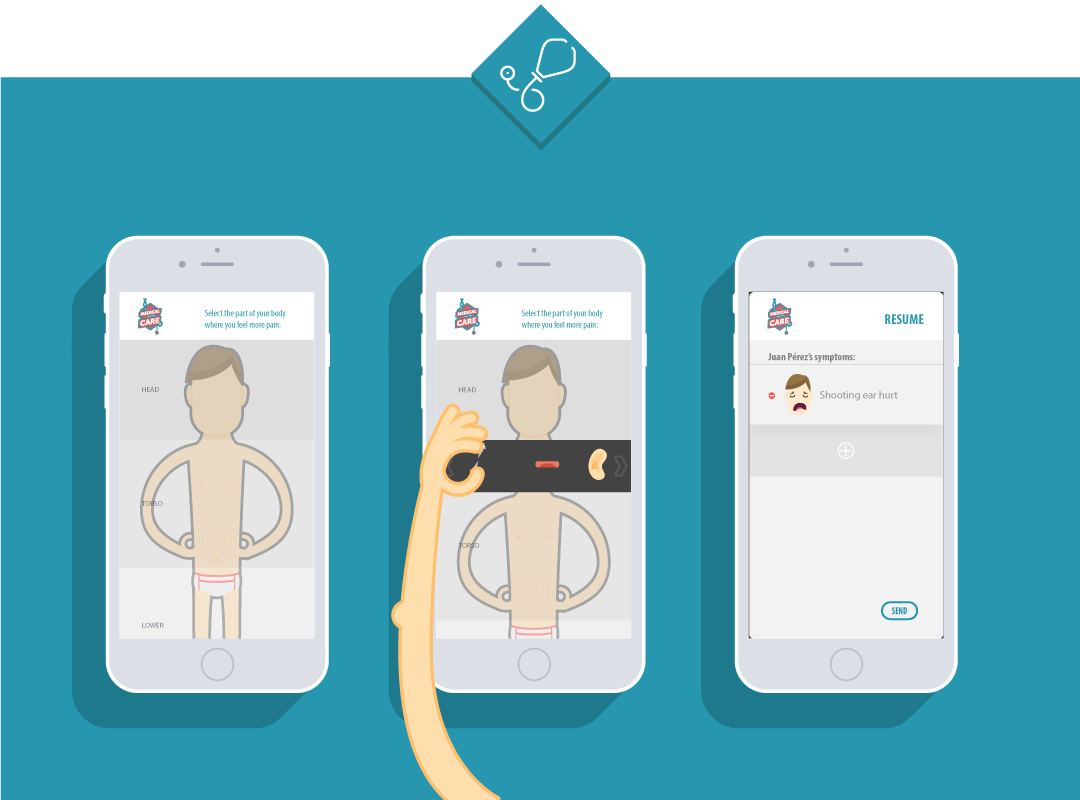 MEDICAL
CARE
Select the part of your body
where you feel more pain:
HEAD
TORSO
LOWER
MEDICAL
CARE
Select the part of your body
where you feel more pain:
HEAD
TORSO
MEDICAL
CARE
RESUME
Juan Pérez's symptoms:
Shooting ear hurt
SEND